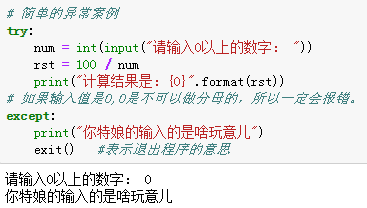 # 简单的异常案例
try:
    num = int(input("请输入0以上的数字： "))
    rst = 100 / num
    print("计算结果是：{0}".format(rst))
# 如果输入值是0,0是不可以做分母的，所以一定会很错。
except:
    print("你特娘的输入的是啥玩意儿")
    exit()   #表示退出程序的意思
请输入0以上的数字： 0
你特娘的输入的是啥玩意儿